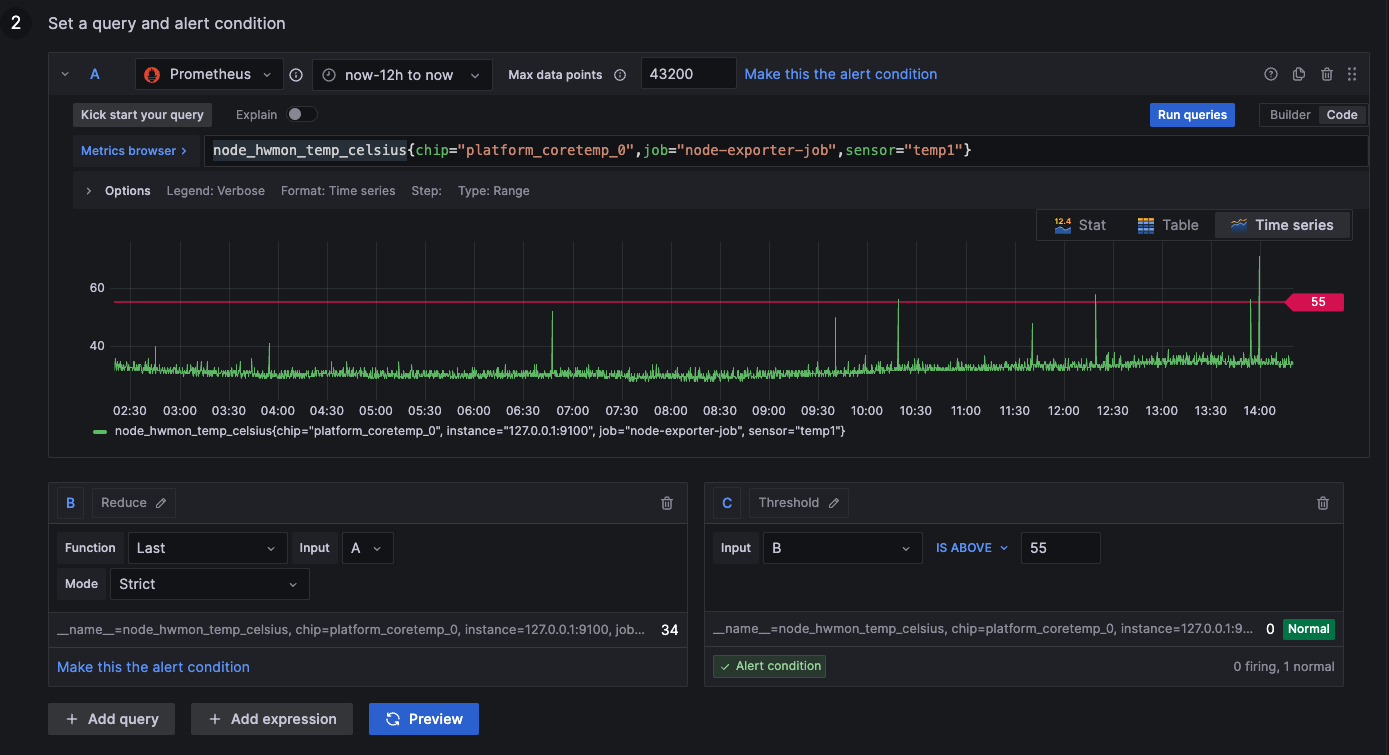 2 Set a query and alert condition
A Prometheus now-12h to now Max data points 43200 Make this the alert condition
Kick start your query Explain Run queries Builder Code
Metrics browser > node_hwmon_temp_celsius{chip="platform_coretemp_0",job="node-exporter-job",sensor="temp1"}
Options Legend: Verbose Format: Time series Step: Type: Range
12.4 Stat Table Time series
60
55
40
02:30 03:00 03:30 04:00 04:30 05:00 05:30 06:00 06:30 07:00 07:30 08:00 08:30 09:00 09:30 10:00 10:30 11:00 11:30 12:00 12:30 13:00 13:30 14:00
node_hwmon_temp_celsius{chip="platform_coretemp_0", instance="127.0.0.1:9100", job="node-exporter-job", sensor="temp1"}
B Reduce
Function Last Input A
Mode Strict
__name__=node_hwmon_temp_celsius, chip=platform_coretemp_0, instance=127.0.0.1:9100, job... 34
Make this the alert condition
C Threshold
Input B IS ABOVE 55
__name__=node_hwmon_temp_celsius, chip=platform_coretemp_0, instance=127.0.0.1:9... 0 Normal
Alert condition 0 firing, 1 normal
+ Add query + Add expression Preview